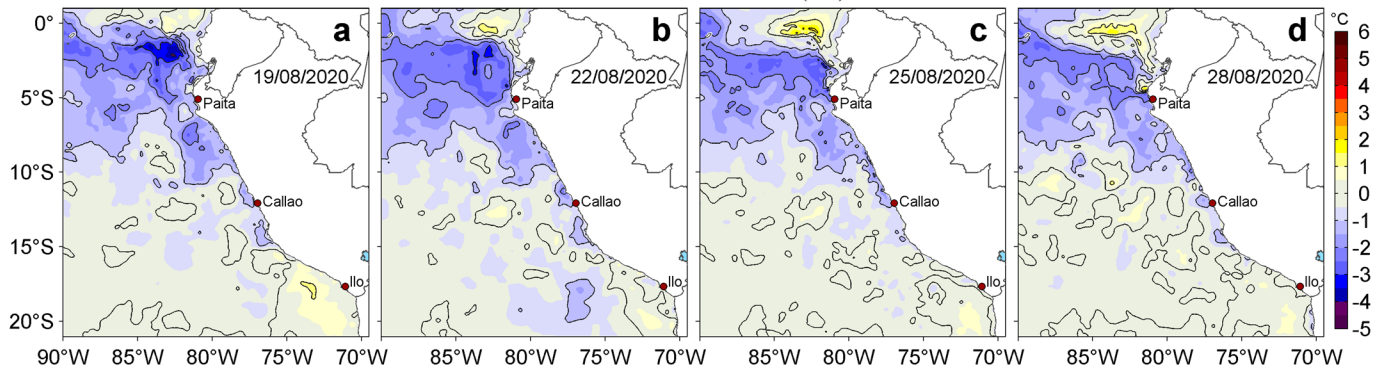 a
b
c
d
°C
19/08/2020
22/08/2020
25/08/2020
28/08/2020
Paita
Paita
Paita
Paita
Callao
Callao
Callao
Callao
Ilo
Ilo
Ilo
Ilo
0°
5°S
10°S
15°S
20°S
90°W 85°W 80°W 75°W 70°W
85°W 80°W 75°W 70°W
85°W 80°W 75°W 70°W
85°W 80°W 75°W 70°W
6
5
4
3
2
1
0
-1
-2
-3
-4
-5